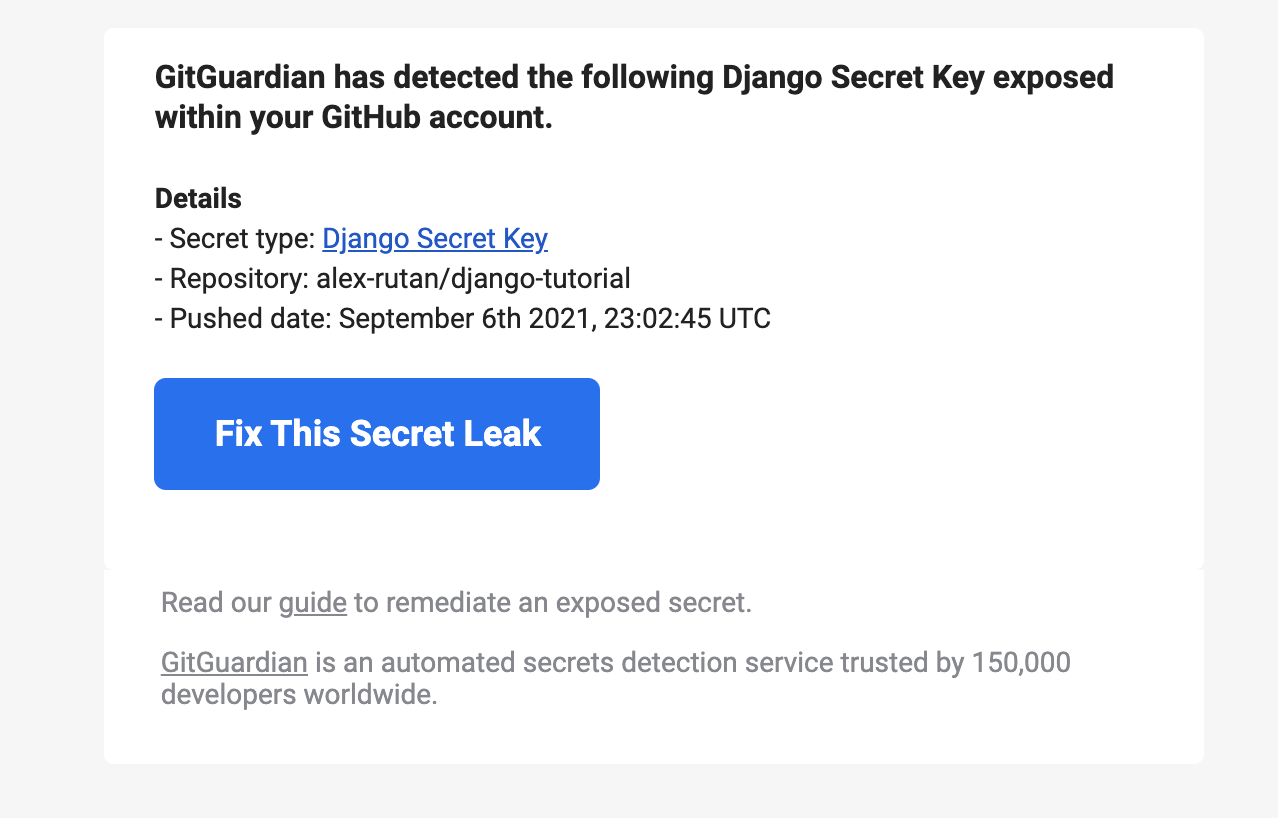 GitGuardian has detected the following Django Secret Key exposed
within your GitHub account.
Details
- Secret type: Django Secret Key
- Repository: alex-rutan/django-tutorial
- Pushed date: September 6th 2021, 23:02:45 UTC
Fix This Secret Leak
Read our guide to remediate an exposed secret.
GitGuardian is an automated secrets detection service trusted by 150,000
developers worldwide.